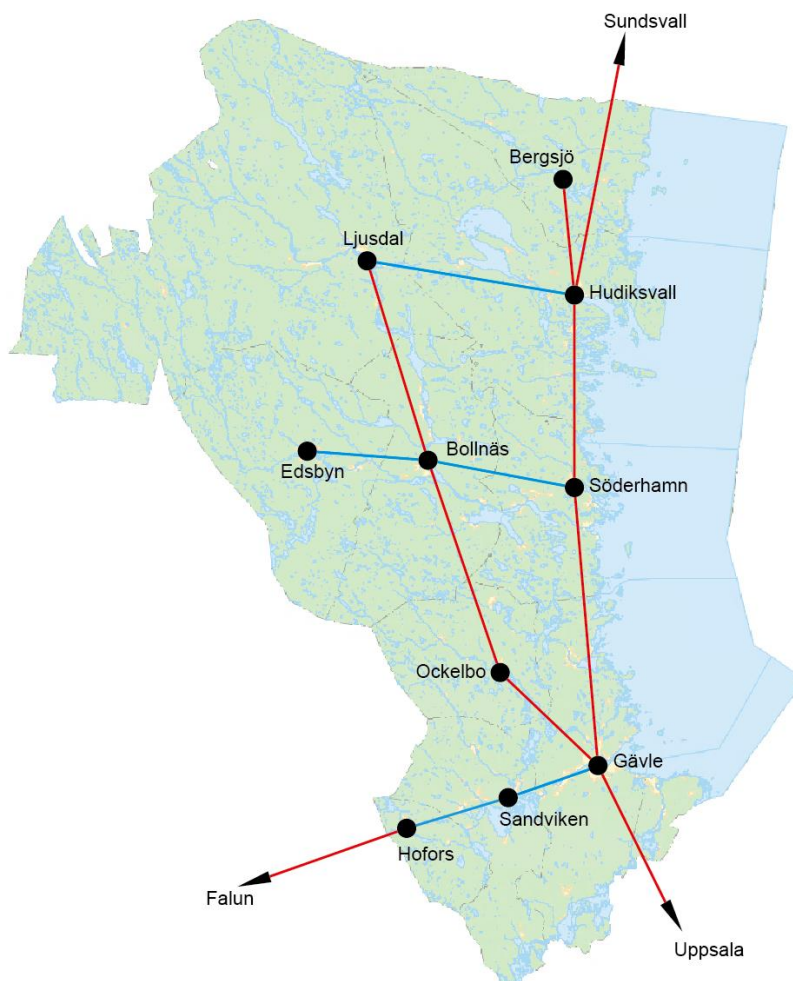 Sundsvall
Bergsjö
Ljusdal
Hudiksvall
Bollnäs
Edsbyn
Söderhamn
Ockelbo
Gävle
Sandviken
Hofors
Falun
Uppsala